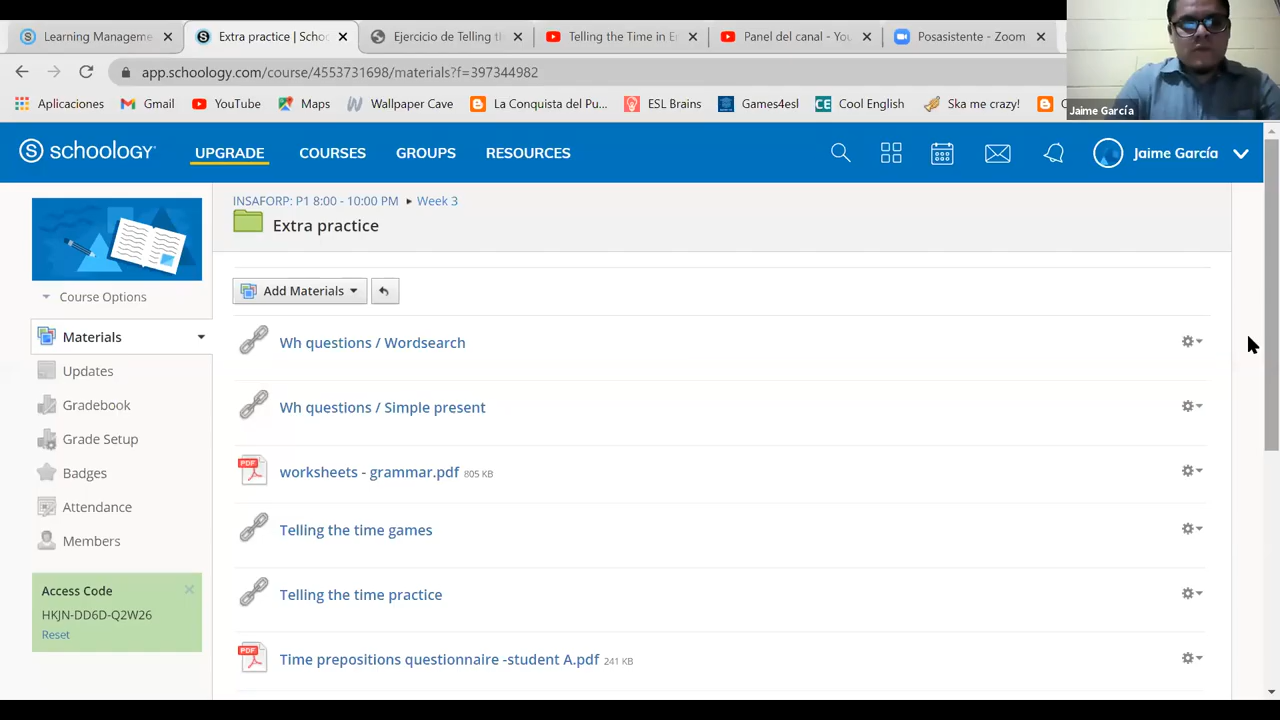 Learning Manageme
Extra practice | Schoo
Ejercicio de Telling th
Telling the Time in E
Panel del canal - You
Posasistente - Zoom
app.schoology.com/course/4553731698/materials?f=397344982
Jaime García
Aplicaciones
Gmail
YouTube
Maps
Wallpaper Cave
La Conquista del Pu...
ESL Brains
Games4esl
Cool English
Ska me crazy!
schoology
UPGRADE
COURSES
GROUPS
RESOURCES
Jaime García
INSAFORP: P1 8:00 - 10:00 PM ▸ Week 3
Extra practice
Add Materials
Course Options
Materials
Updates
Gradebook
Grade Setup
Badges
Attendance
Members
Access Code
HKJN-DD6D-Q2W26
Reset
Wh questions / Wordsearch
Wh questions / Simple present
PDF
worksheets - grammar.pdf 805 KB
Telling the time games
Telling the time practice
PDF
Time prepositions questionnaire -student A.pdf 241 KB